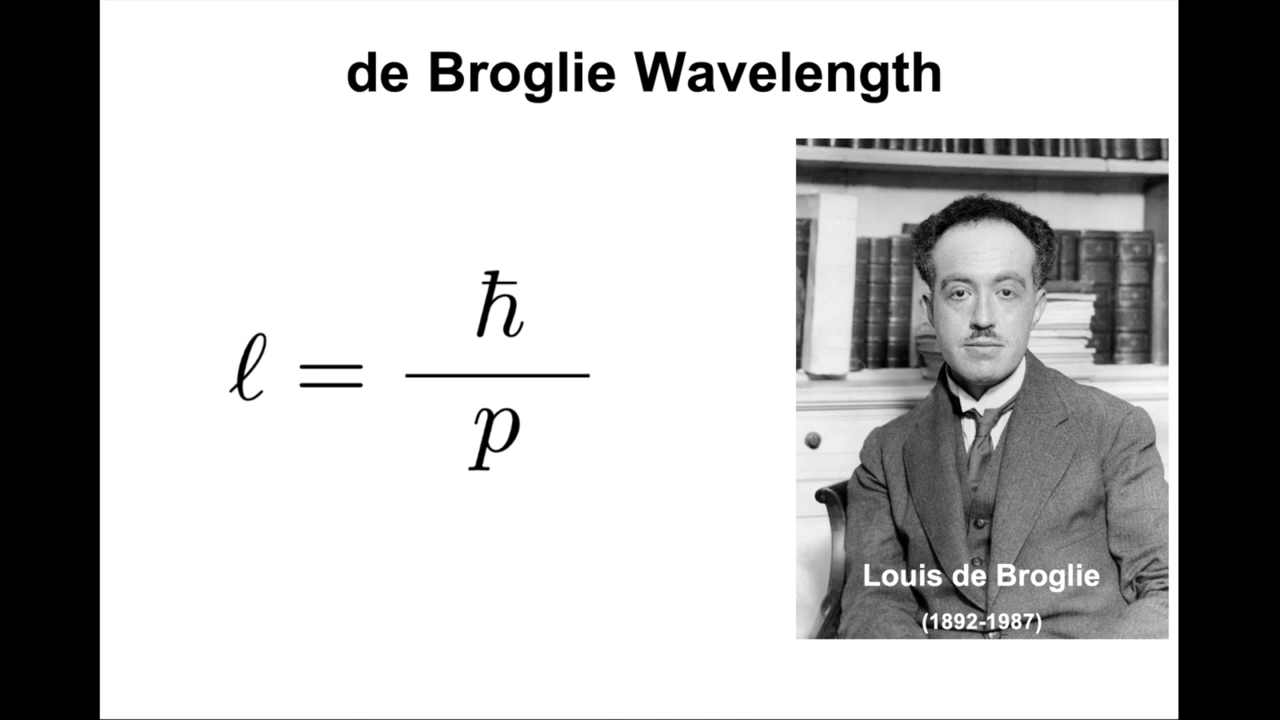 de Broglie Wavelength
ℓ = ℏ / p
Louis de Broglie
(1892-1987)